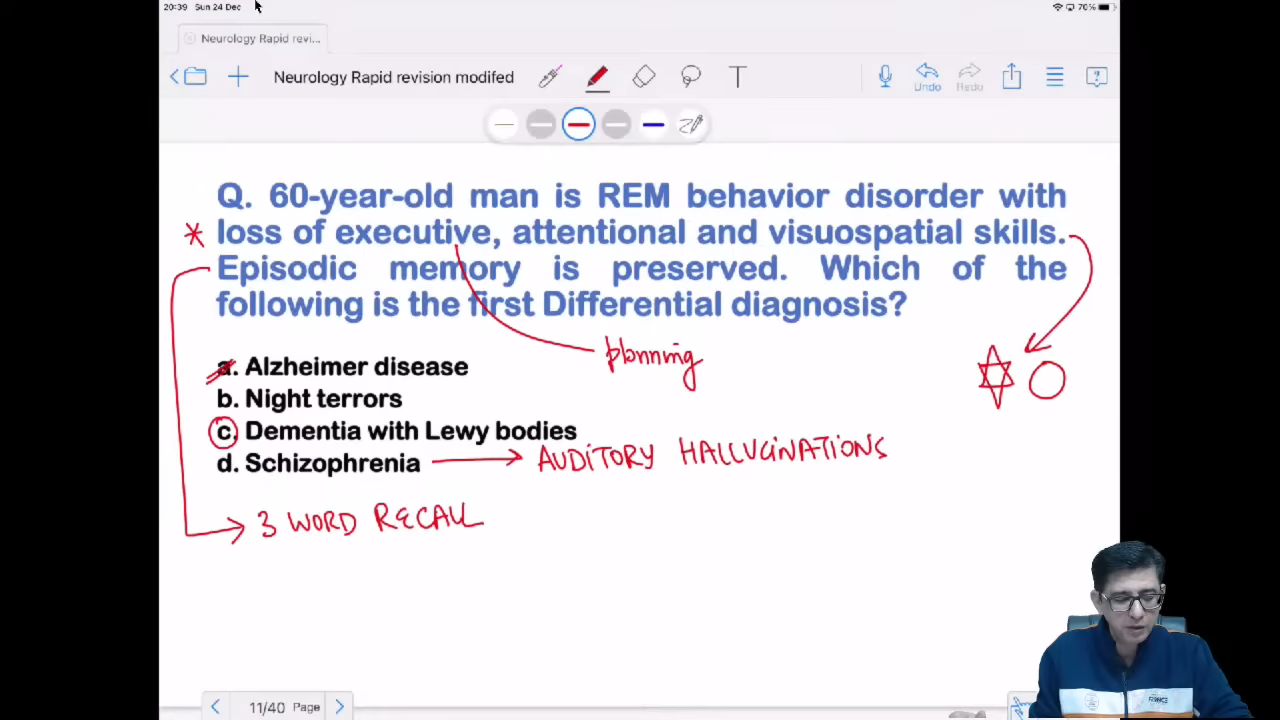 20:39 Sun 24 Dec
70%
Neurology Rapid revi...
Neurology Rapid revision modifed
T
Undo
Redo
Q. 60-year-old man is REM behavior disorder with
* loss of executive, attentional and visuospatial skills.
Episodic memory is preserved. Which of the
following is the first Differential diagnosis?
planning
a. Alzheimer disease
b. Night terrors
c. Dementia with Lewy bodies
d. Schizophrenia
AUDITORY HALLUCINATIONS
3 WORD RECALL
11/40 Page